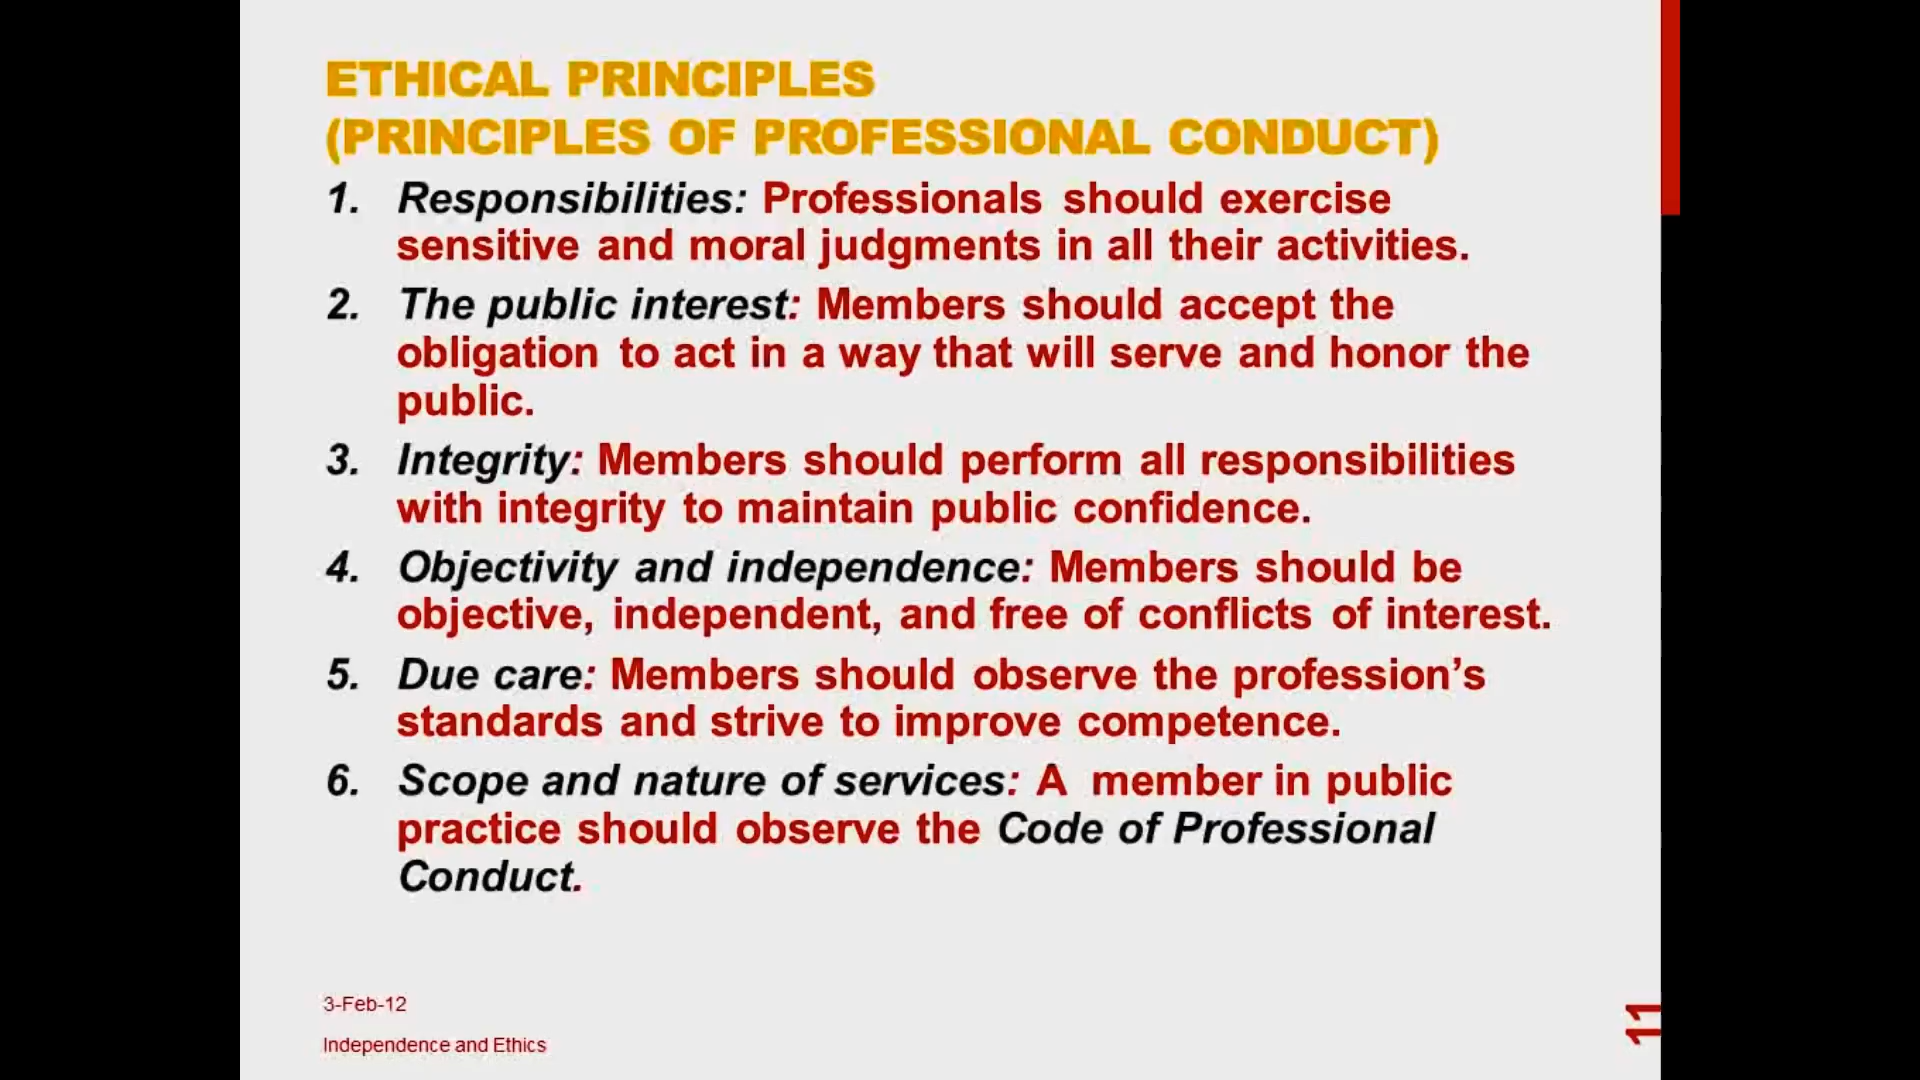 ETHICAL PRINCIPLES
(PRINCIPLES OF PROFESSIONAL CONDUCT)
1. Responsibilities: Professionals should exercise
sensitive and moral judgments in all their activities.
2. The public interest: Members should accept the
obligation to act in a way that will serve and honor the
public.
3. Integrity: Members should perform all responsibilities
with integrity to maintain public confidence.
4. Objectivity and independence: Members should be
objective, independent, and free of conflicts of interest.
5. Due care: Members should observe the profession’s
standards and strive to improve competence.
6. Scope and nature of services: A member in public
practice should observe the Code of Professional
Conduct.
3-Feb-12
Independence and Ethics
11